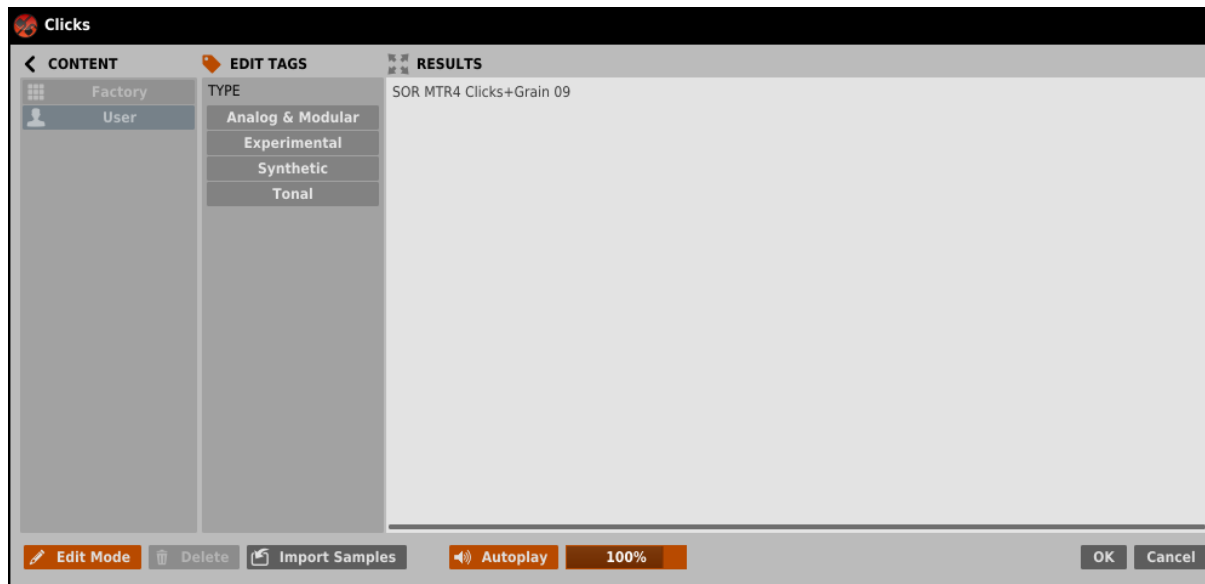 Clicks
CONTENT
EDIT TAGS
RESULTS
Factory
User
TYPE
Analog & Modular
Experimental
Synthetic
Tonal
SOR MTR4 Clicks+Grain 09
Edit Mode
Delete
Import Samples
Autoplay
100%
OK
Cancel